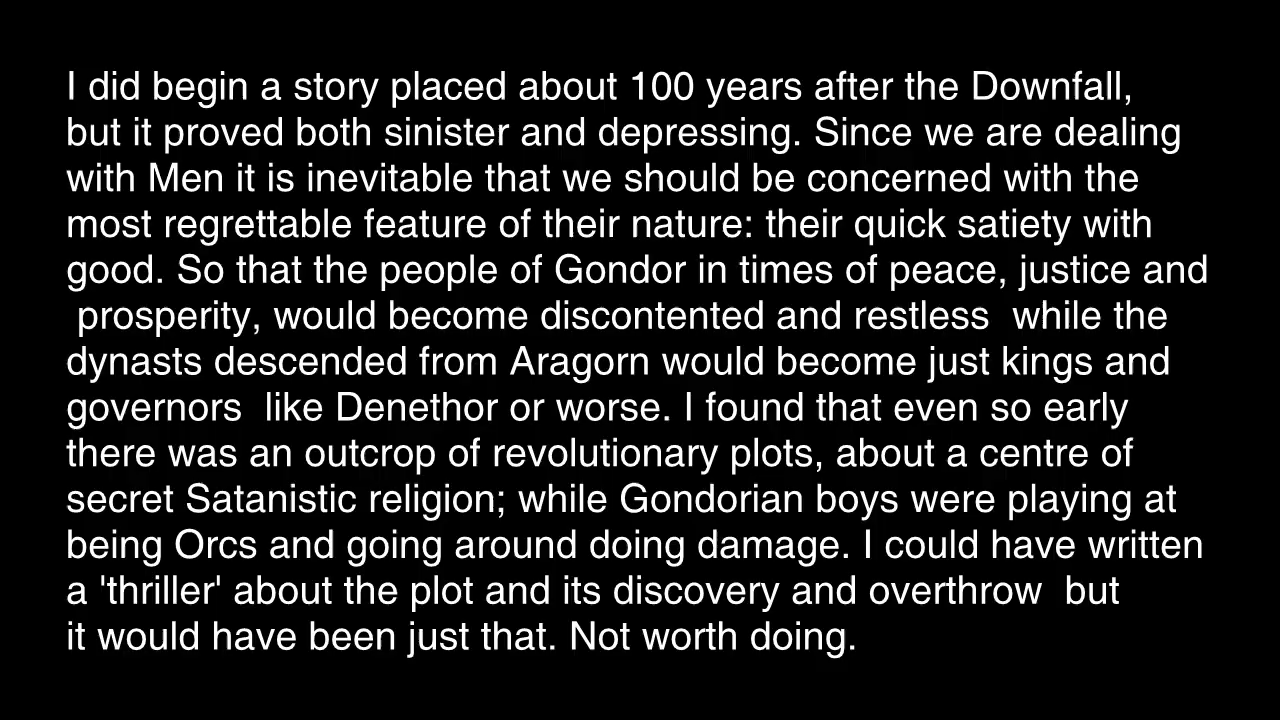 I did begin a story placed about 100 years after the Downfall,
but it proved both sinister and depressing. Since we are dealing
with Men it is inevitable that we should be concerned with the
most regrettable feature of their nature: their quick satiety with
good. So that the people of Gondor in times of peace, justice and
prosperity, would become discontented and restless  while the
dynasts descended from Aragorn would become just kings and
governors  like Denethor or worse. I found that even so early
there was an outcrop of revolutionary plots, about a centre of
secret Satanistic religion; while Gondorian boys were playing at
being Orcs and going around doing damage. I could have written
a 'thriller' about the plot and its discovery and overthrow  but
it would have been just that. Not worth doing.